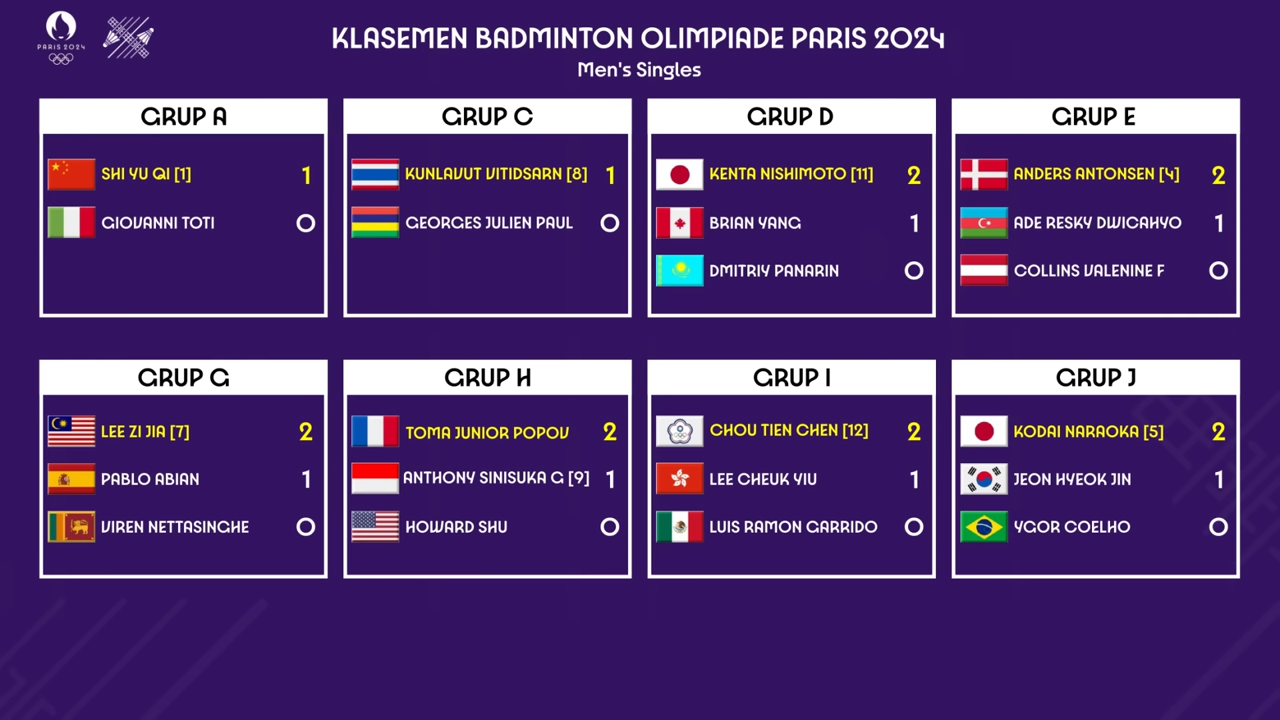 PARIS 2024
KLASEMEN BADMINTON OLIMPIADE PARIS 2024
Men's Singles
GRUP A
SHI YU QI [1] 1
GIOVANNI TOTI 0
GRUP C
KUNLAVUT VITIDSARN [8] 1
GEORGES JULIEN PAUL 0
GRUP D
KENTA NISHIMOTO [11] 2
BRIAN YANG 1
DMITRIY PANARIN 0
GRUP E
ANDERS ANTONSEN [4] 2
ADE RESKY DWICAHYO 1
COLLINS VALENINE F 0
GRUP G
LEE ZI JIA [7] 2
PABLO ABIAN 1
VIREN NETTASINGHE 0
GRUP H
TOMA JUNIOR POPOV 2
ANTHONY SINISUKA G [9] 1
HOWARD SHU 0
GRUP I
CHOU TIEN CHEN [12] 2
LEE CHEUK YIU 1
LUIS RAMON GARRIDO 0
GRUP J
KODAI NARAOKA [5] 2
JEON HYEOK JIN 1
YGOR COELHO 0